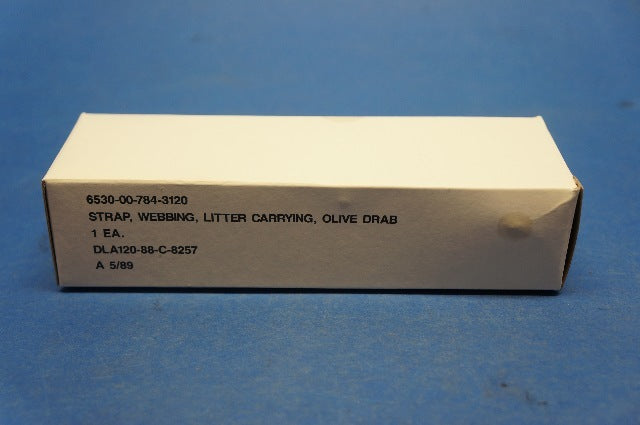 6530-00-784-3120
STRAP, WEBBING, LITTER CARRYING, OLIVE DRAB
1 EA.
DLA120-88-C-8257
A 5/89